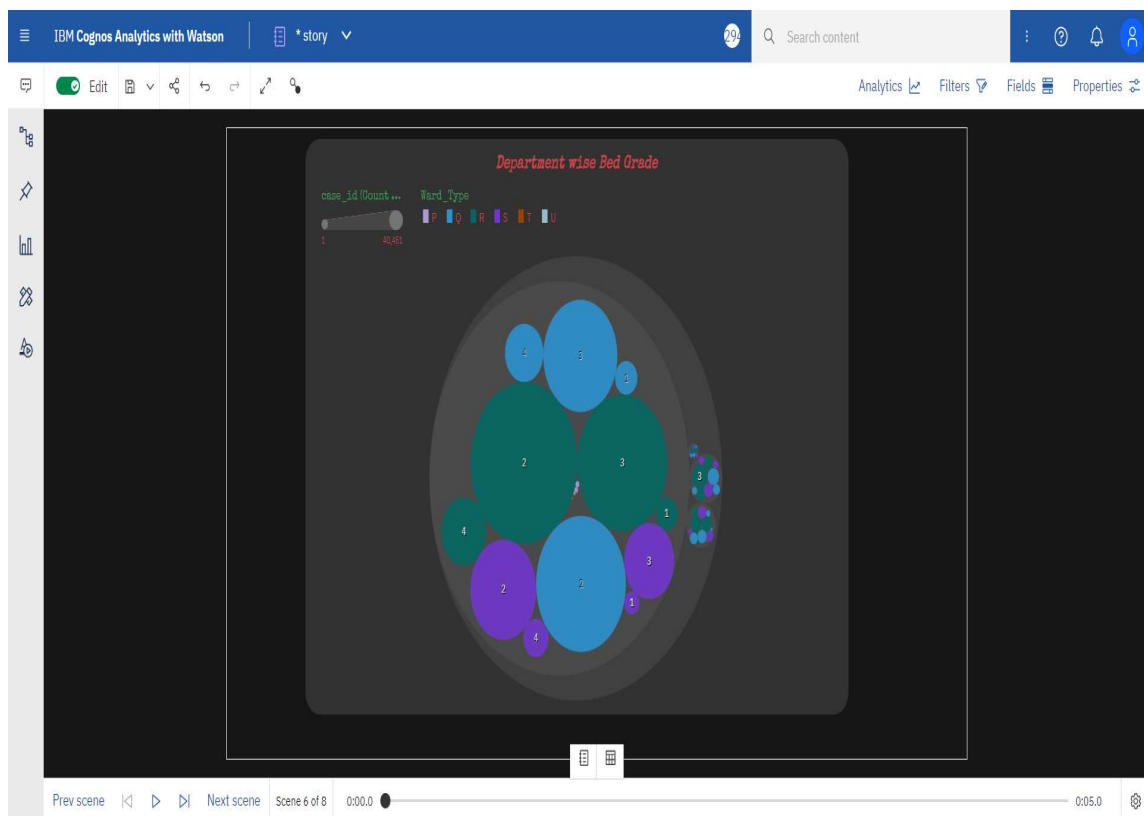 IBM Cognos Analytics with Watson * story 294 Search content
Edit Analytics Filters Fields Properties
Department wise Bed Grade
case_id (Count ... Ward_Type
P Q R S T U
1 40,461
4 3 1
2 3
4 1
2 2 3
1
4
3
Prev scene Next scene Scene 6 of 8 0:00.0 0:05.0